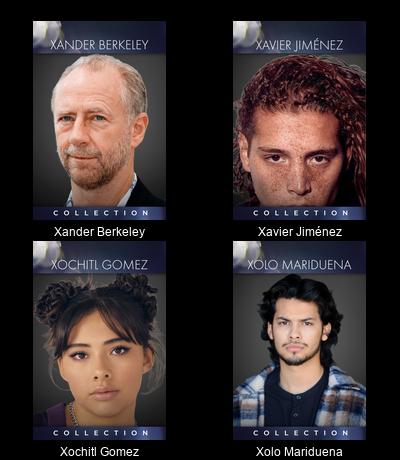 XANDER BERKELEY
XAVIER JIMÉNEZ
COLLECTION
COLLECTION
Xander Berkeley
Xavier Jiménez
XOCHITL GOMEZ
XOLO MARIDUENA
COLLECTION
COLLECTION
Xochitl Gomez
Xolo Mariduena